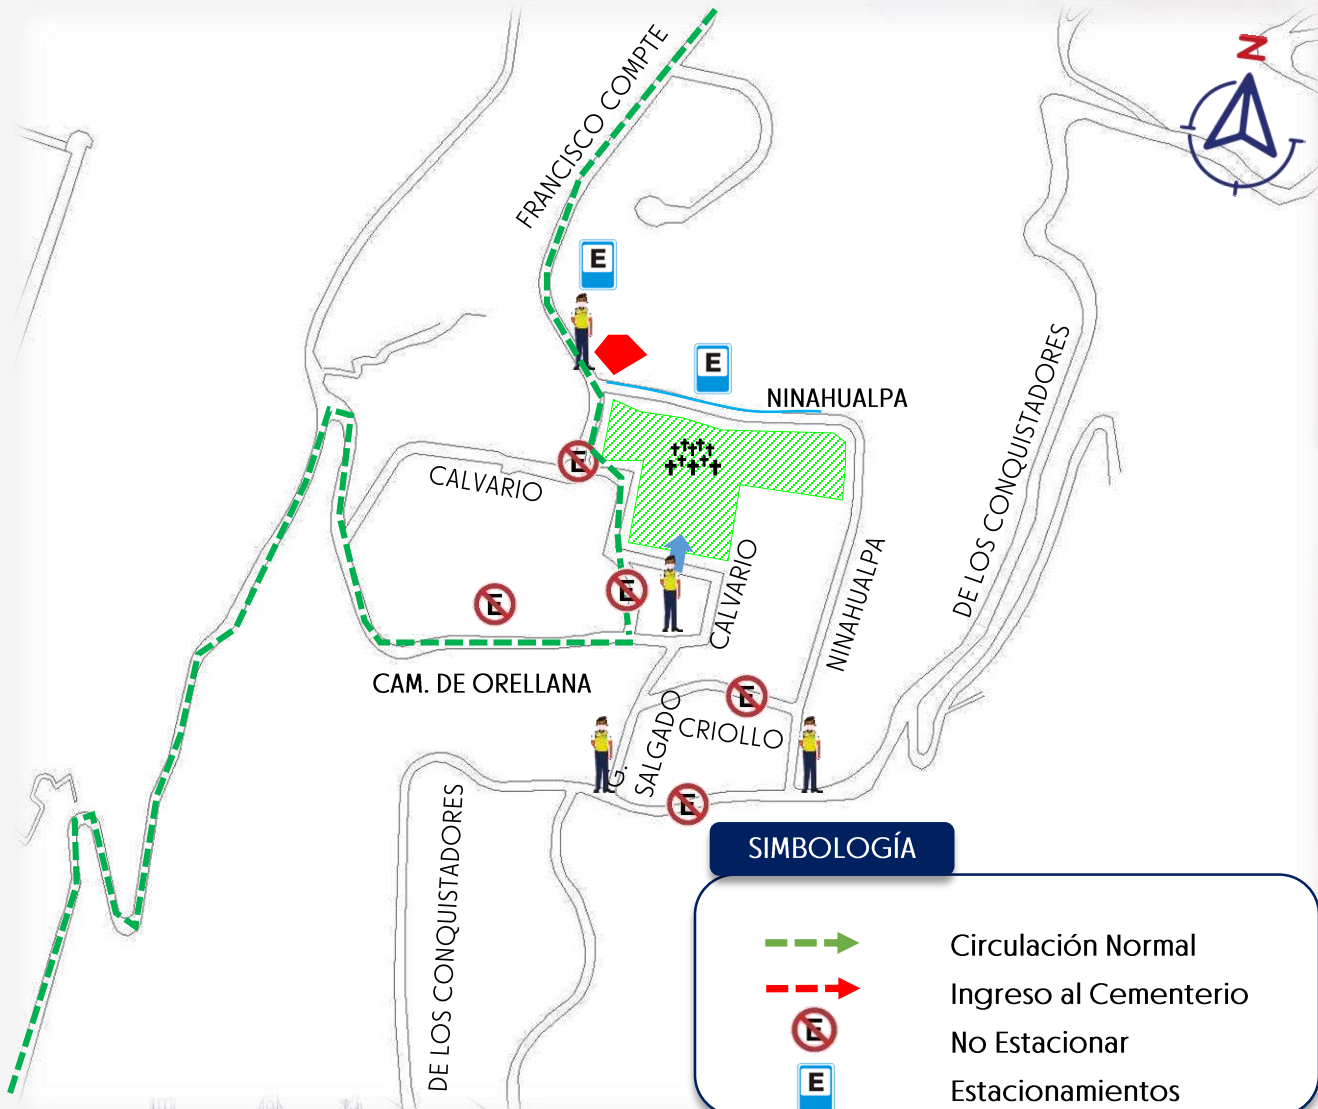 N
FRANCISCO COMPTE
E
E
NINAHUALPA
DE LOS CONQUISTADORES
E
CALVARIO
CALVARIO
NINAHUALPA
E
E
CAM. DE ORELLANA
E
CRIOLLO
G.
SALGADO
E
DE LOS CONQUISTADORES
SIMBOLOGÍA
Circulación Normal
Ingreso al Cementerio
E
No Estacionar
E
Estacionamientos